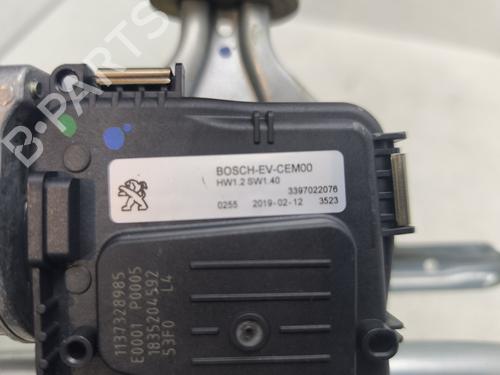 B-PARTS
BOSCH-EV-CEM00
HW1.2 SW1.40
3397022076
0255 2019-02-12 3523
1137328985
E0001 P0005
1835204592
53F0 L4